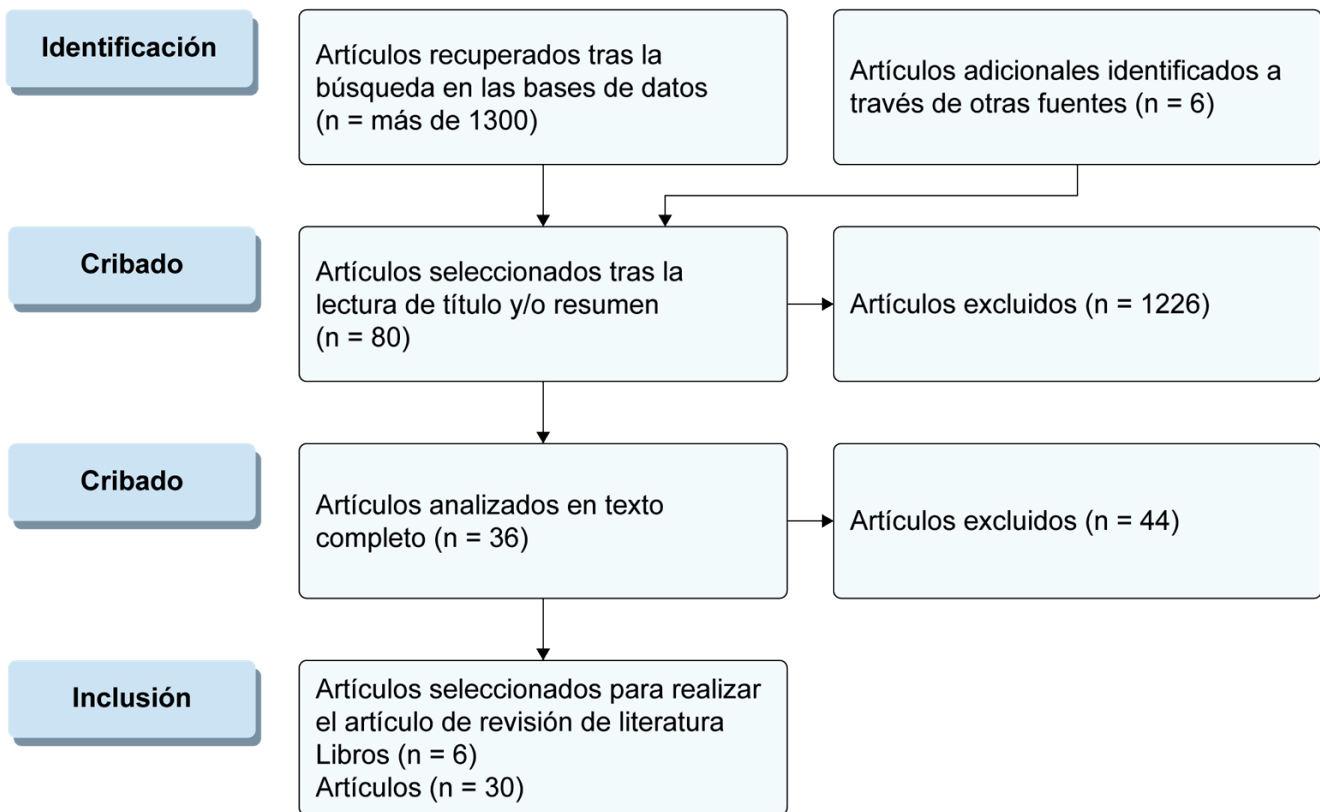 Identificación
Artículos recuperados tras la
búsqueda en las bases de datos
(n = más de 1300)
Artículos adicionales identificados a
través de otras fuentes (n = 6)
Cribado
Artículos seleccionados tras la
lectura de título y/o resumen
(n = 80)
Artículos excluidos (n = 1226)
Cribado
Artículos analizados en texto
completo (n = 36)
Artículos excluidos (n = 44)
Inclusión
Artículos seleccionados para realizar
el artículo de revisión de literatura
Libros (n = 6)
Artículos (n = 30)